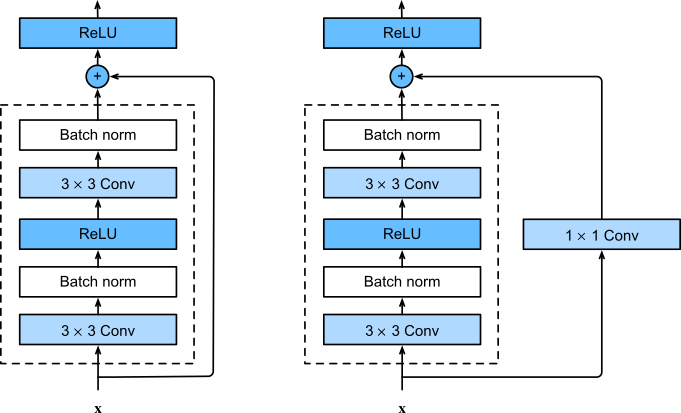 ReLU
+
Batch norm
3 × 3 Conv
ReLU
Batch norm
3 × 3 Conv
x
ReLU
+
Batch norm
3 × 3 Conv
ReLU
Batch norm
3 × 3 Conv
1 × 1 Conv
x